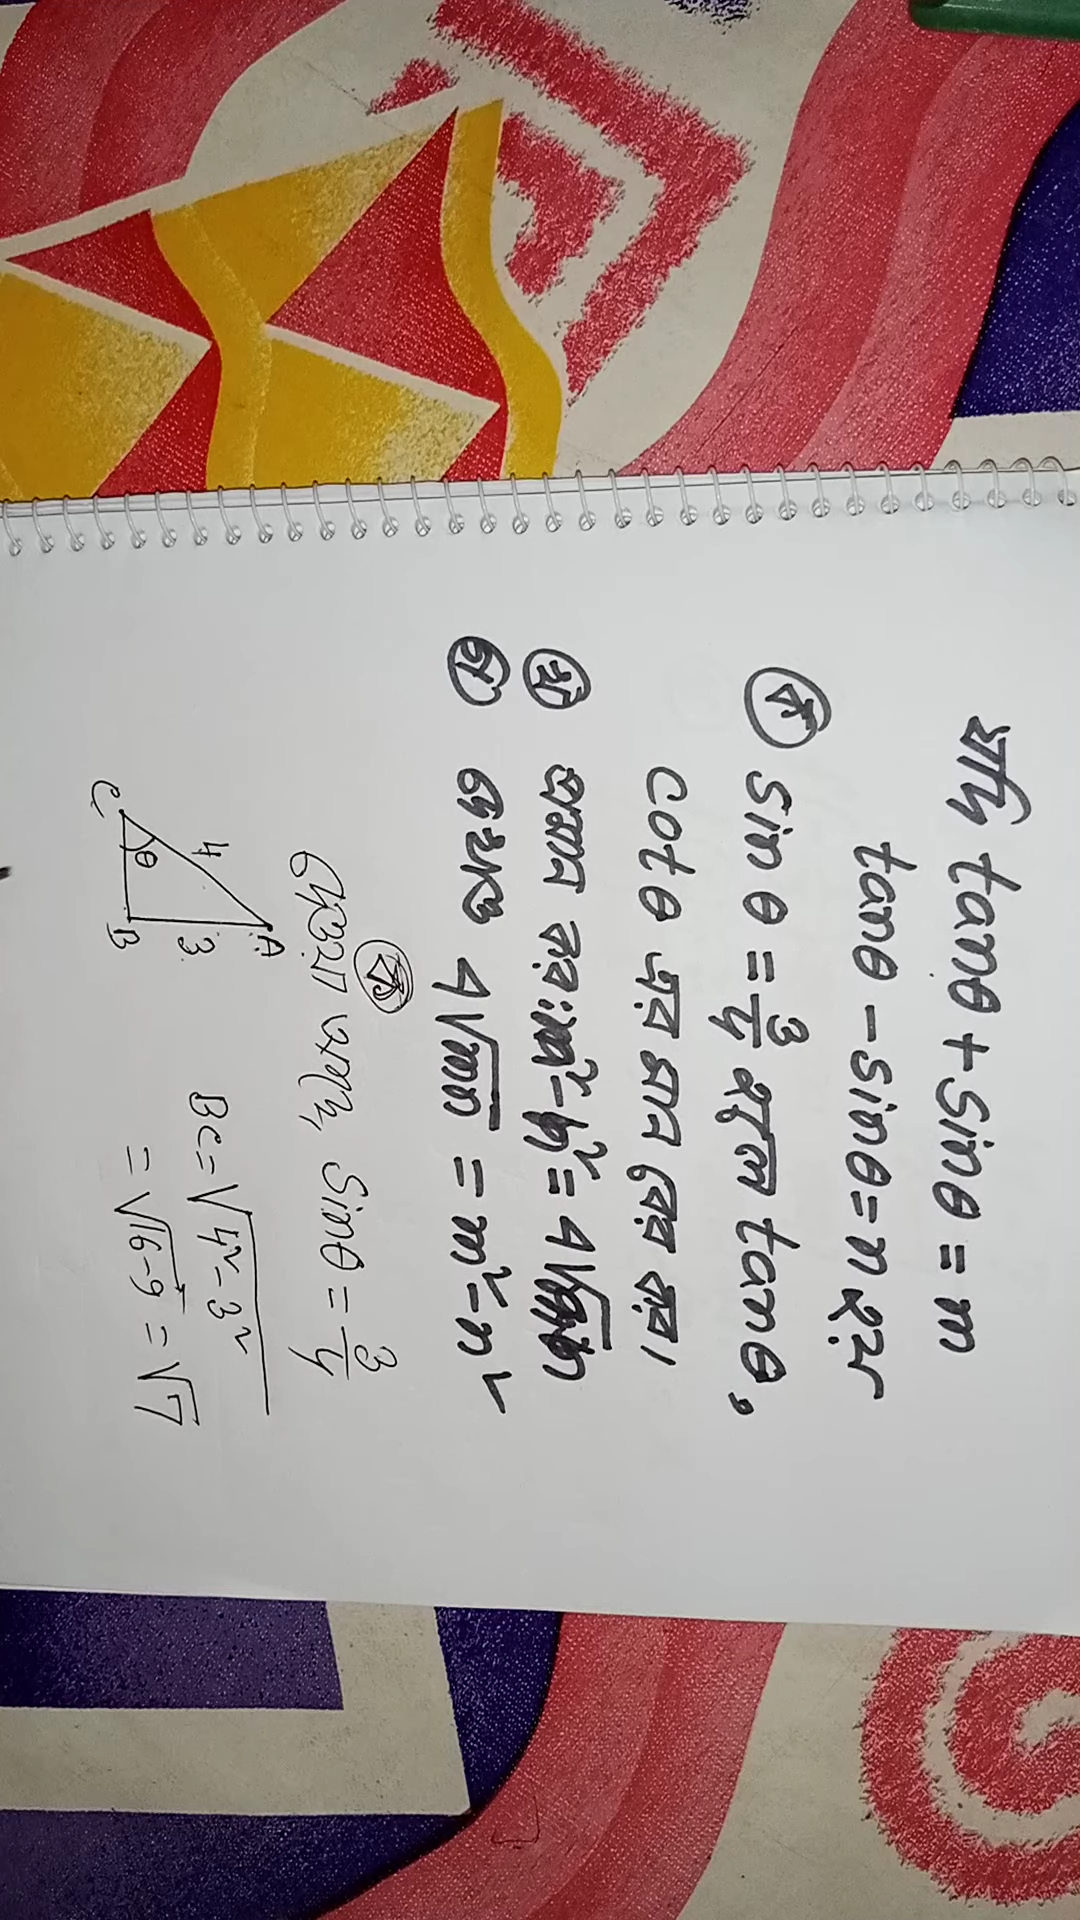 যদি tanθ + sinθ = m
tanθ - sinθ = n হয়
ক sinθ = 3/4 হলে tanθ,
cotθ এর মান বের কর।
খ প্রমাণ কর: m² - n² = 4√mn
গ দেখাও 4√mn = m² - n²
ক
দেওয়া আছে, sinθ = 3/4
A
4 3
θ
C B
BC = √4² - 3²
= √16 - 9 = √7